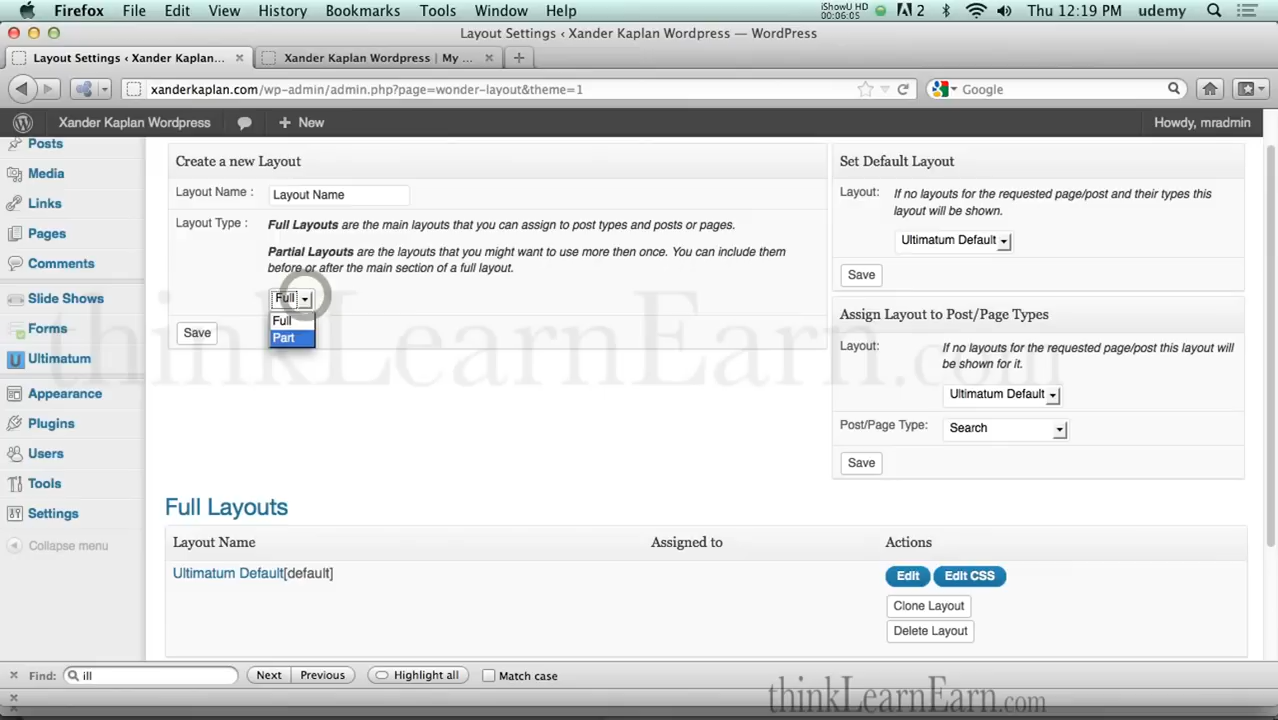 Firefox File Edit View History Bookmarks Tools Window Help
iShowU HD
00:06:05
2
Thu 12:19 PM udemy
Layout Settings ‹ Xander Kaplan Wordpress — WordPress
Layout Settings ‹ Xander Kaplan...
Xander Kaplan Wordpress | My ...
xanderkaplan.com/wp-admin/admin.php?page=wonder-layout&theme=1
Google
Xander Kaplan Wordpress
+ New
Howdy, mradmin
Posts
Media
Links
Pages
Comments
Slide Shows
Forms
U Ultimatum
Appearance
Plugins
Users
Tools
Settings
Collapse menu
Create a new Layout
Layout Name :
Layout Name
Layout Type :
Full Layouts are the main layouts that you can assign to post types and posts or pages.
Partial Layouts are the layouts that you might want to use more then once. You can include them
before or after the main section of a full layout.
Full
Full
Part
Save
Set Default Layout
Layout:
If no layouts for the requested page/post and their types this
layout will be shown.
Ultimatum Default
Save
Assign Layout to Post/Page Types
Layout:
If no layouts for the requested page/post this layout will
be shown for it.
Ultimatum Default
Post/Page Type:
Search
Save
thinkLearnEarn.com
Full Layouts
Layout Name Assigned to Actions
Ultimatum Default[default]
Edit Edit CSS
Clone Layout
Delete Layout
Find: ill Next Previous Highlight all Match case
thinkLearnEarn.com